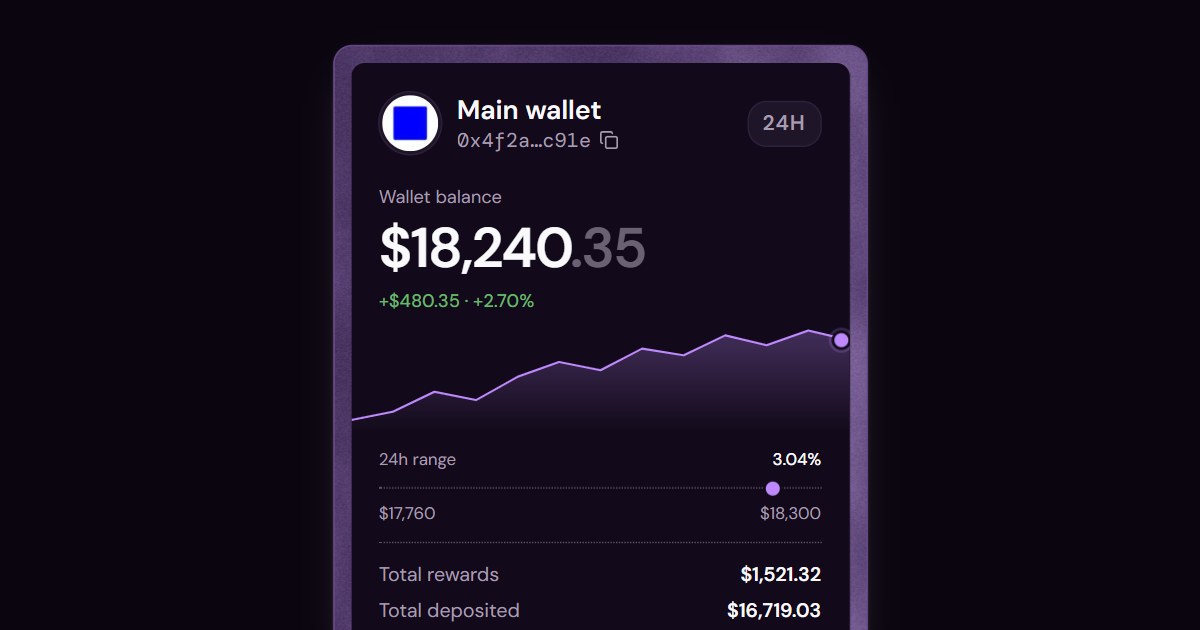 Main wallet
0x4f2a…c91e
24H
Wallet balance
$18,240.35
+$480.35 · +2.70%
24h range
3.04%
$17,760
$18,300
Total rewards
$1,521.32
Total deposited
$16,719.03